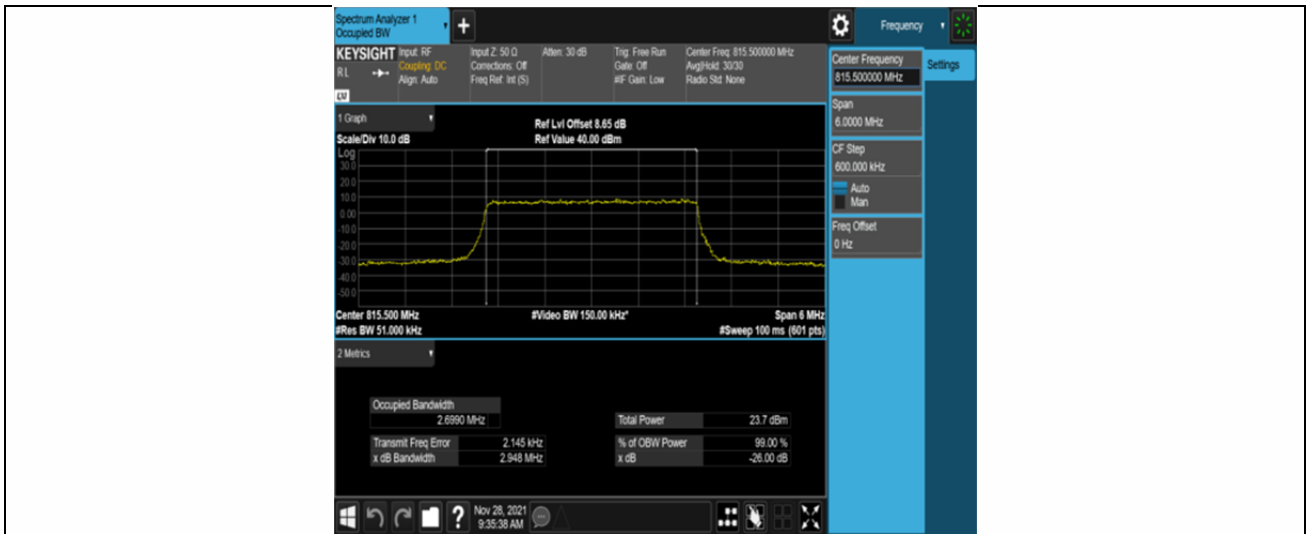 Spectrum Analyzer 1
Occupied BW
+
Frequency
KEYSIGHT Input: RF Input Z: 50 Ω Atten: 30 dB Trig: Free Run Center Freq: 815.500000 MHz
R L Coupling: DC Corrections: Off Gate: Off Avg|Hold: 30/30
Align: Auto Freq Ref: Int (S) #IF Gain: Low Radio Std: None
LXI
Center Frequency
815.500000 MHz
Settings
Span
6.0000 MHz
CF Step
600.000 kHz
Auto
Man
Freq Offset
0 Hz
1 Graph
Ref Lvl Offset 8.65 dB
Scale/Div 10.0 dB Ref Value 40.00 dBm
Log
30.0
20.0
10.0
0.00
-10.0
-20.0
-30.0
-40.0
-50.0
Center 815.500 MHz #Video BW 150.00 kHz* Span 6 MHz
#Res BW 51.000 kHz #Sweep 100 ms (601 pts)
2 Metrics
Occupied Bandwidth
2.6990 MHz Total Power 23.7 dBm
Transmit Freq Error 2.145 kHz % of OBW Power 99.00 %
x dB Bandwidth 2.948 MHz x dB -26.00 dB
? Nov 28, 2021
9:35:38 AM